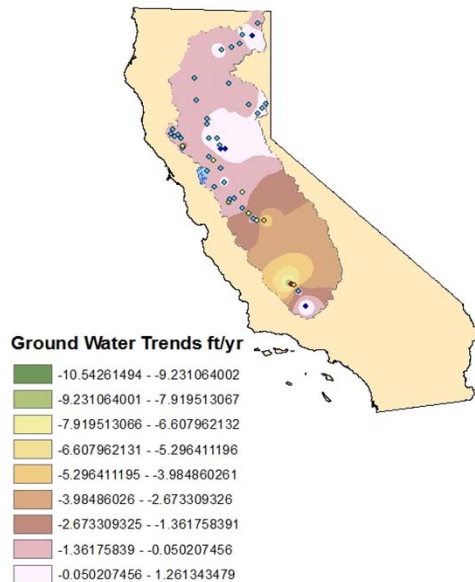 Ground Water Trends ft/yr
-10.54261494 - -9.231064002
-9.231064001 - -7.919513067
-7.919513066 - -6.607962132
-6.607962131 - -5.296411196
-5.296411195 - -3.984860261
-3.98486026 - -2.673309326
-2.673309325 - -1.361758391
-1.36175839 - -0.050207456
-0.050207456 - 1.261343479